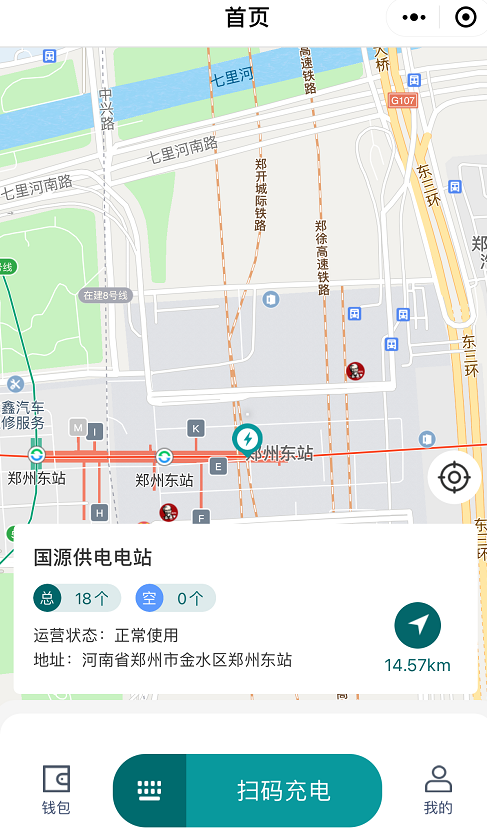 首页
七里河
高速铁路
大桥
G107
中兴路
七里河南路
七里河南路
东三环
郑开城际铁路
郑徐高速铁路
号线
在建8号线
东三环
鑫汽车
修服务
M
I
K
E
郑州东站
郑州东站
郑州东站
H
F
东三环
国源供电电站
总 18个 空 0个
运营状态：正常使用
地址：河南省郑州市金水区郑州东站
14.57km
扫码充电
钱包
我的